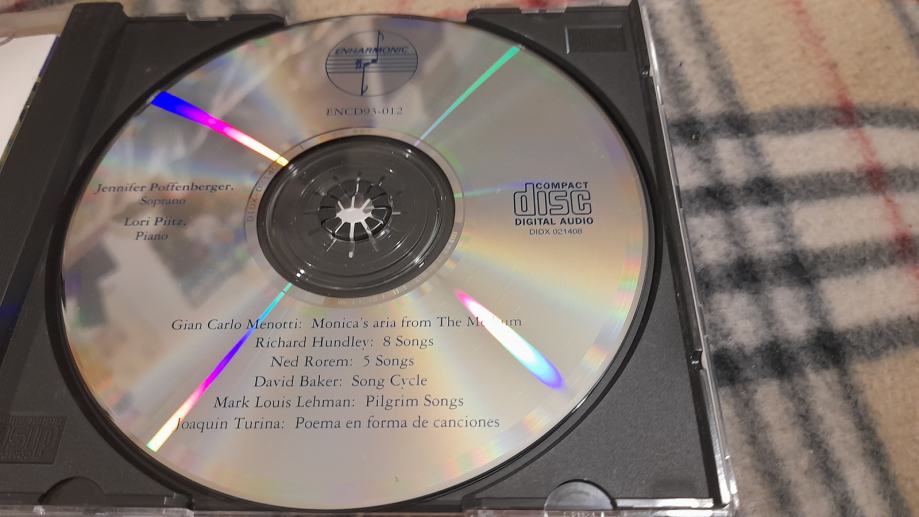 ENHARMONIC
ENCD93-012
Jennifer Poffenberger,
Soprano
Lori Piitz,
Piano
COMPACT
disc
DIGITAL AUDIO
DIDX 021408
Gian Carlo Menotti: Monica's aria from The
Richard Hundley: 8 Songs
Ned Rorem: 5 Songs
David Baker: Song Cycle
Mark Louis Lehman: Pilgrim Songs
Joaquin Turina: Poema en forma de canciones